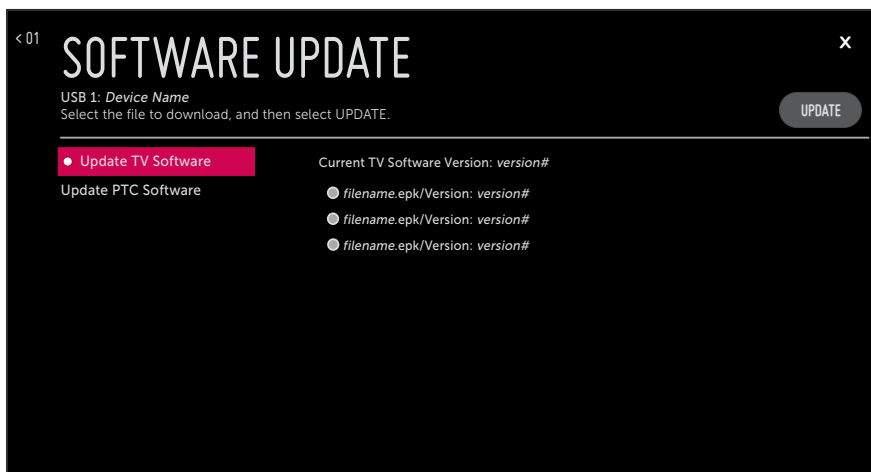 < 01
SOFTWARE UPDATE
X
USB 1: Device Name
Select the file to download, and then select UPDATE.
UPDATE
Update TV Software
Current TV Software Version: version#
Update PTC Software
filename.epk/Version: version#
filename.epk/Version: version#
filename.epk/Version: version#